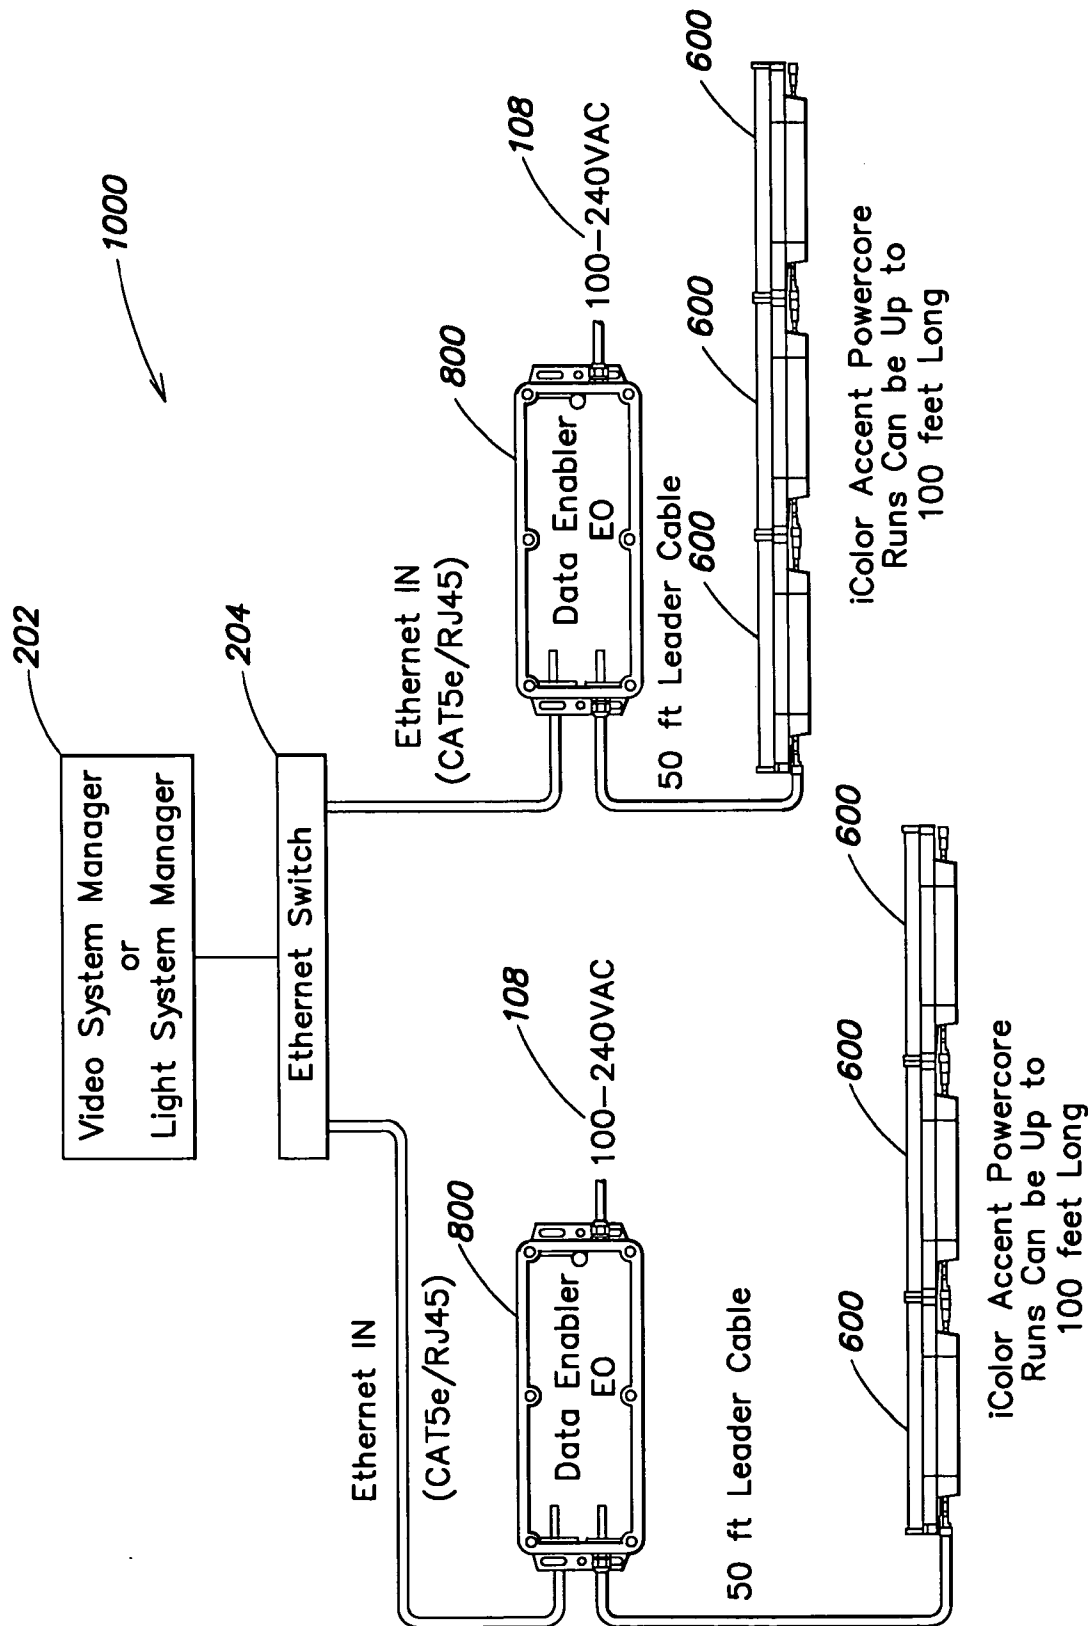 1000
Video System Manager
or
Light System Manager
202
Ethernet Switch
204
Ethernet IN
(CAT5e/RJ45)
800
Data Enabler
EO
108
100-240VAC
50 ft Leader Cable
600
600
600
iColor Accent Powercore
Runs Can be Up to
100 feet Long
Ethernet IN
(CAT5e/RJ45)
800
Data Enabler
EO
108
100-240VAC
50 ft Leader Cable
600
600
600
iColor Accent Powercore
Runs Can be Up to
100 feet Long